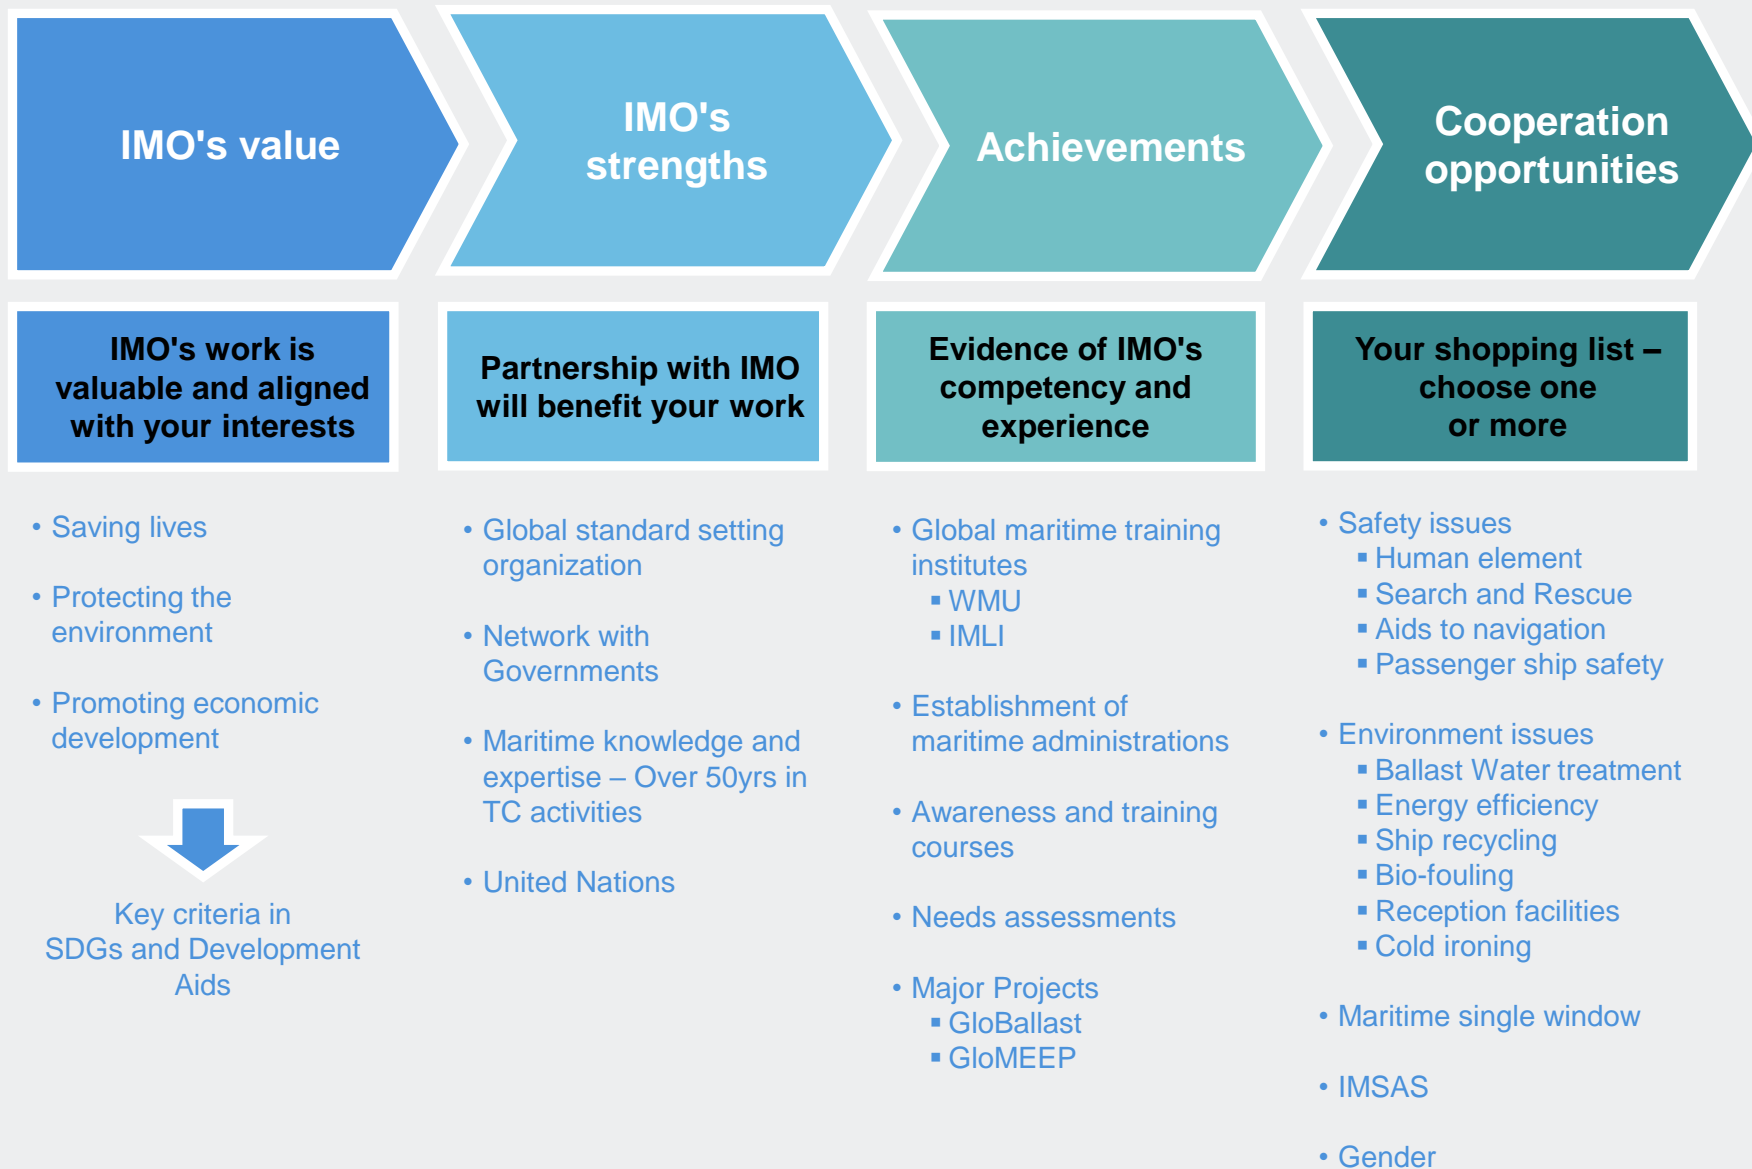 IMO's value
IMO's
strengths
Achievements
Cooperation
opportunities
IMO's work is
valuable and aligned
with your interests
Partnership with IMO
will benefit your work
Evidence of IMO's
competency and
experience
Your shopping list –
choose one
or more
• Saving lives
• Protecting the
environment
• Promoting economic
development
Key criteria in
SDGs and Development
Aids
• Global standard setting
organization
• Network with
Governments
• Maritime knowledge and
expertise – Over 50yrs in
TC activities
• United Nations
• Global maritime training
institutes
▪ WMU
▪ IMLI
• Establishment of
maritime administrations
• Awareness and training
courses
• Needs assessments
• Major Projects
▪ GloBallast
▪ GloMEEP
• Safety issues
▪ Human element
▪ Search and Rescue
▪ Aids to navigation
▪ Passenger ship safety
• Environment issues
▪ Ballast Water treatment
▪ Energy efficiency
▪ Ship recycling
▪ Bio-fouling
▪ Reception facilities
▪ Cold ironing
• Maritime single window
• IMSAS
• Gender